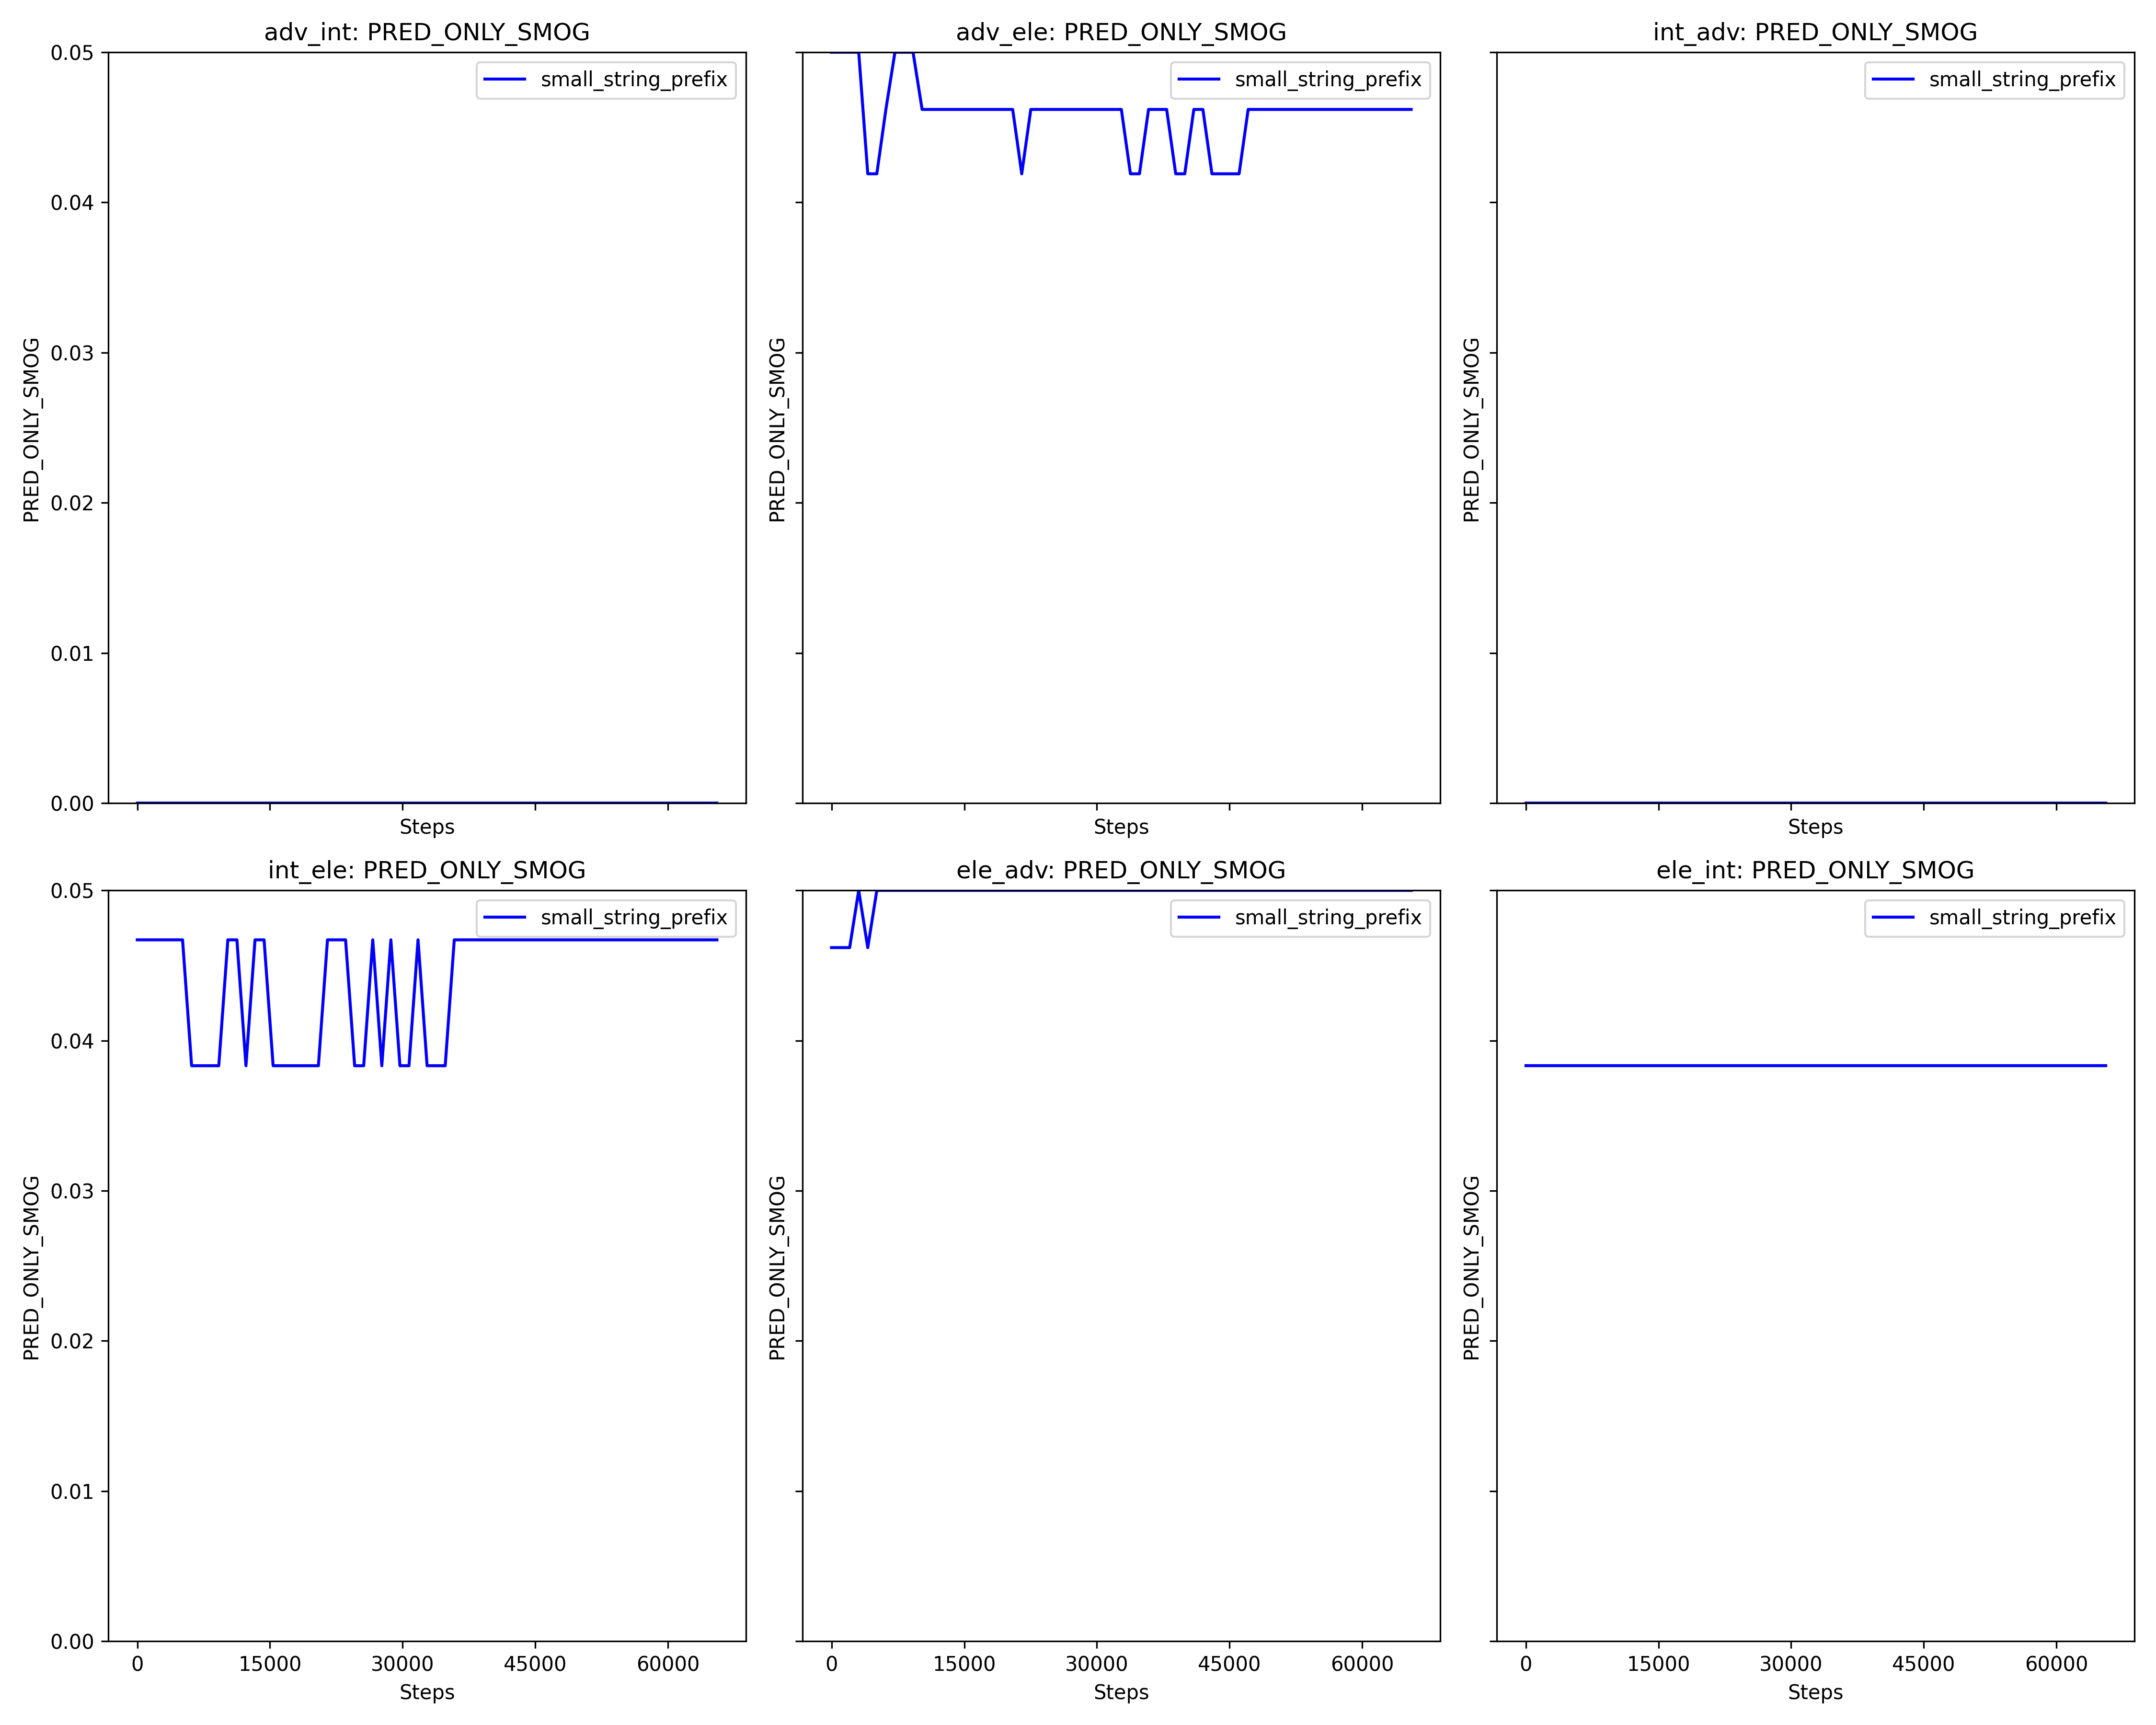 adv_int: PRED_ONLY_SMOG
adv_ele: PRED_ONLY_SMOG
int_adv: PRED_ONLY_SMOG
small_string_prefix
small_string_prefix
small_string_prefix
0.05
0.04
0.03
0.02
0.01
0.00
PRED_ONLY_SMOG
PRED_ONLY_SMOG
PRED_ONLY_SMOG
Steps
Steps
Steps
int_ele: PRED_ONLY_SMOG
ele_adv: PRED_ONLY_SMOG
ele_int: PRED_ONLY_SMOG
small_string_prefix
small_string_prefix
small_string_prefix
0.05
0.04
0.03
0.02
0.01
0.00
PRED_ONLY_SMOG
PRED_ONLY_SMOG
PRED_ONLY_SMOG
0 15000 30000 45000 60000
0 15000 30000 45000 60000
0 15000 30000 45000 60000
Steps
Steps
Steps